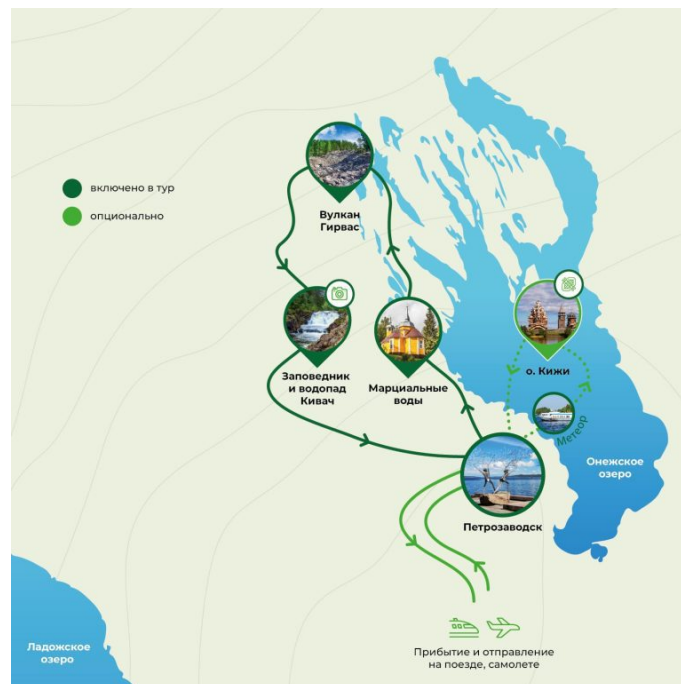 включено в тур
опционально
Вулкан
Гирвас
Заповедник
и водопад
Кивач
Марциальные
воды
о. Кижи
Метеор
Онежское
озеро
Петрозаводск
Ладожское
озеро
Прибытие и отправление
на поезде, самолете